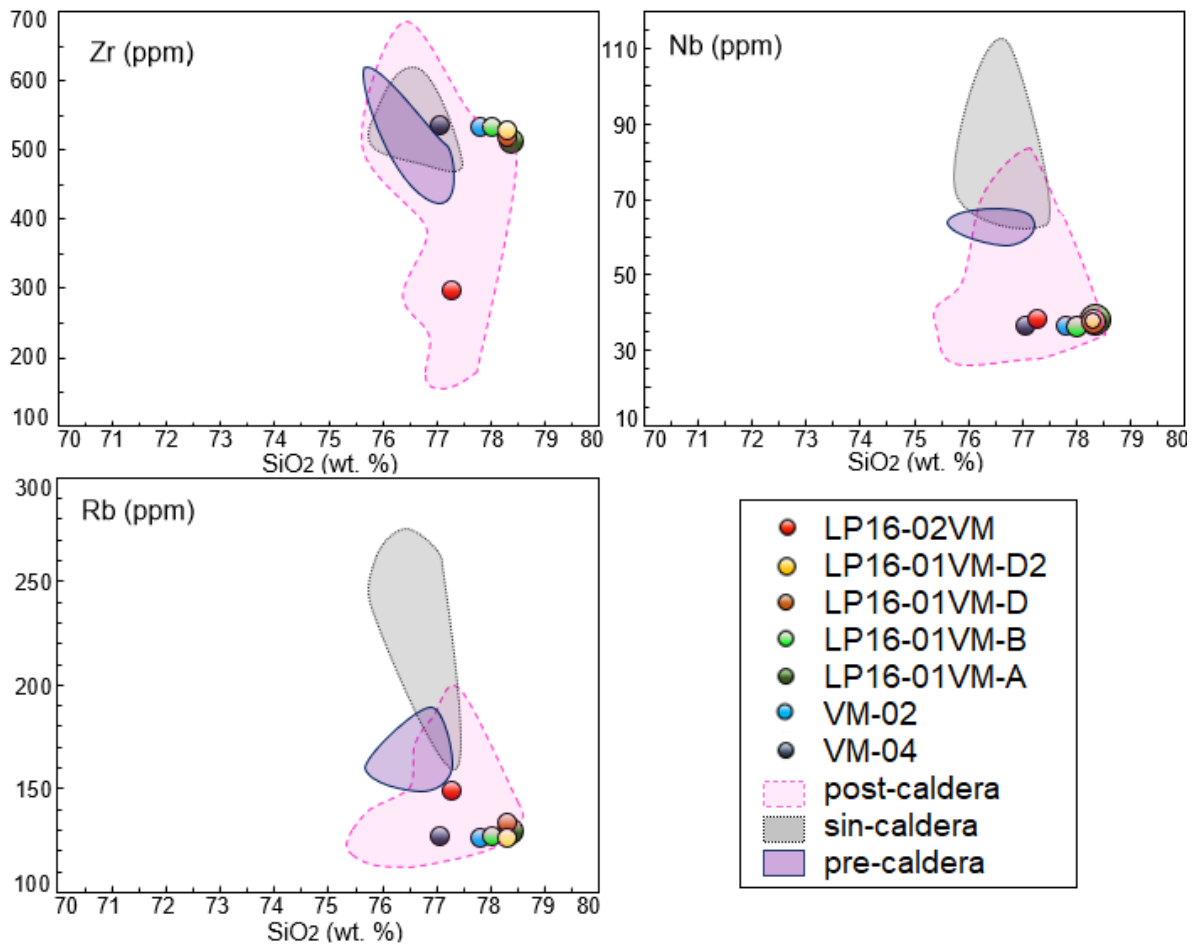 Zr (ppm)
700
600
500
400
300
200
100
70 71 72 73 74 75 76 77 78 79 80
SiO2 (wt. %)
Nb (ppm)
110
90
70
50
30
10
70 71 72 73 74 75 76 77 78 79 80
SiO2 (wt. %)
Rb (ppm)
300
250
200
150
100
70 71 72 73 74 75 76 77 78 79 80
SiO2 (wt. %)
LP16-02VM
LP16-01VM-D2
LP16-01VM-D
LP16-01VM-B
LP16-01VM-A
VM-02
VM-04
post-caldera
sin-caldera
pre-caldera